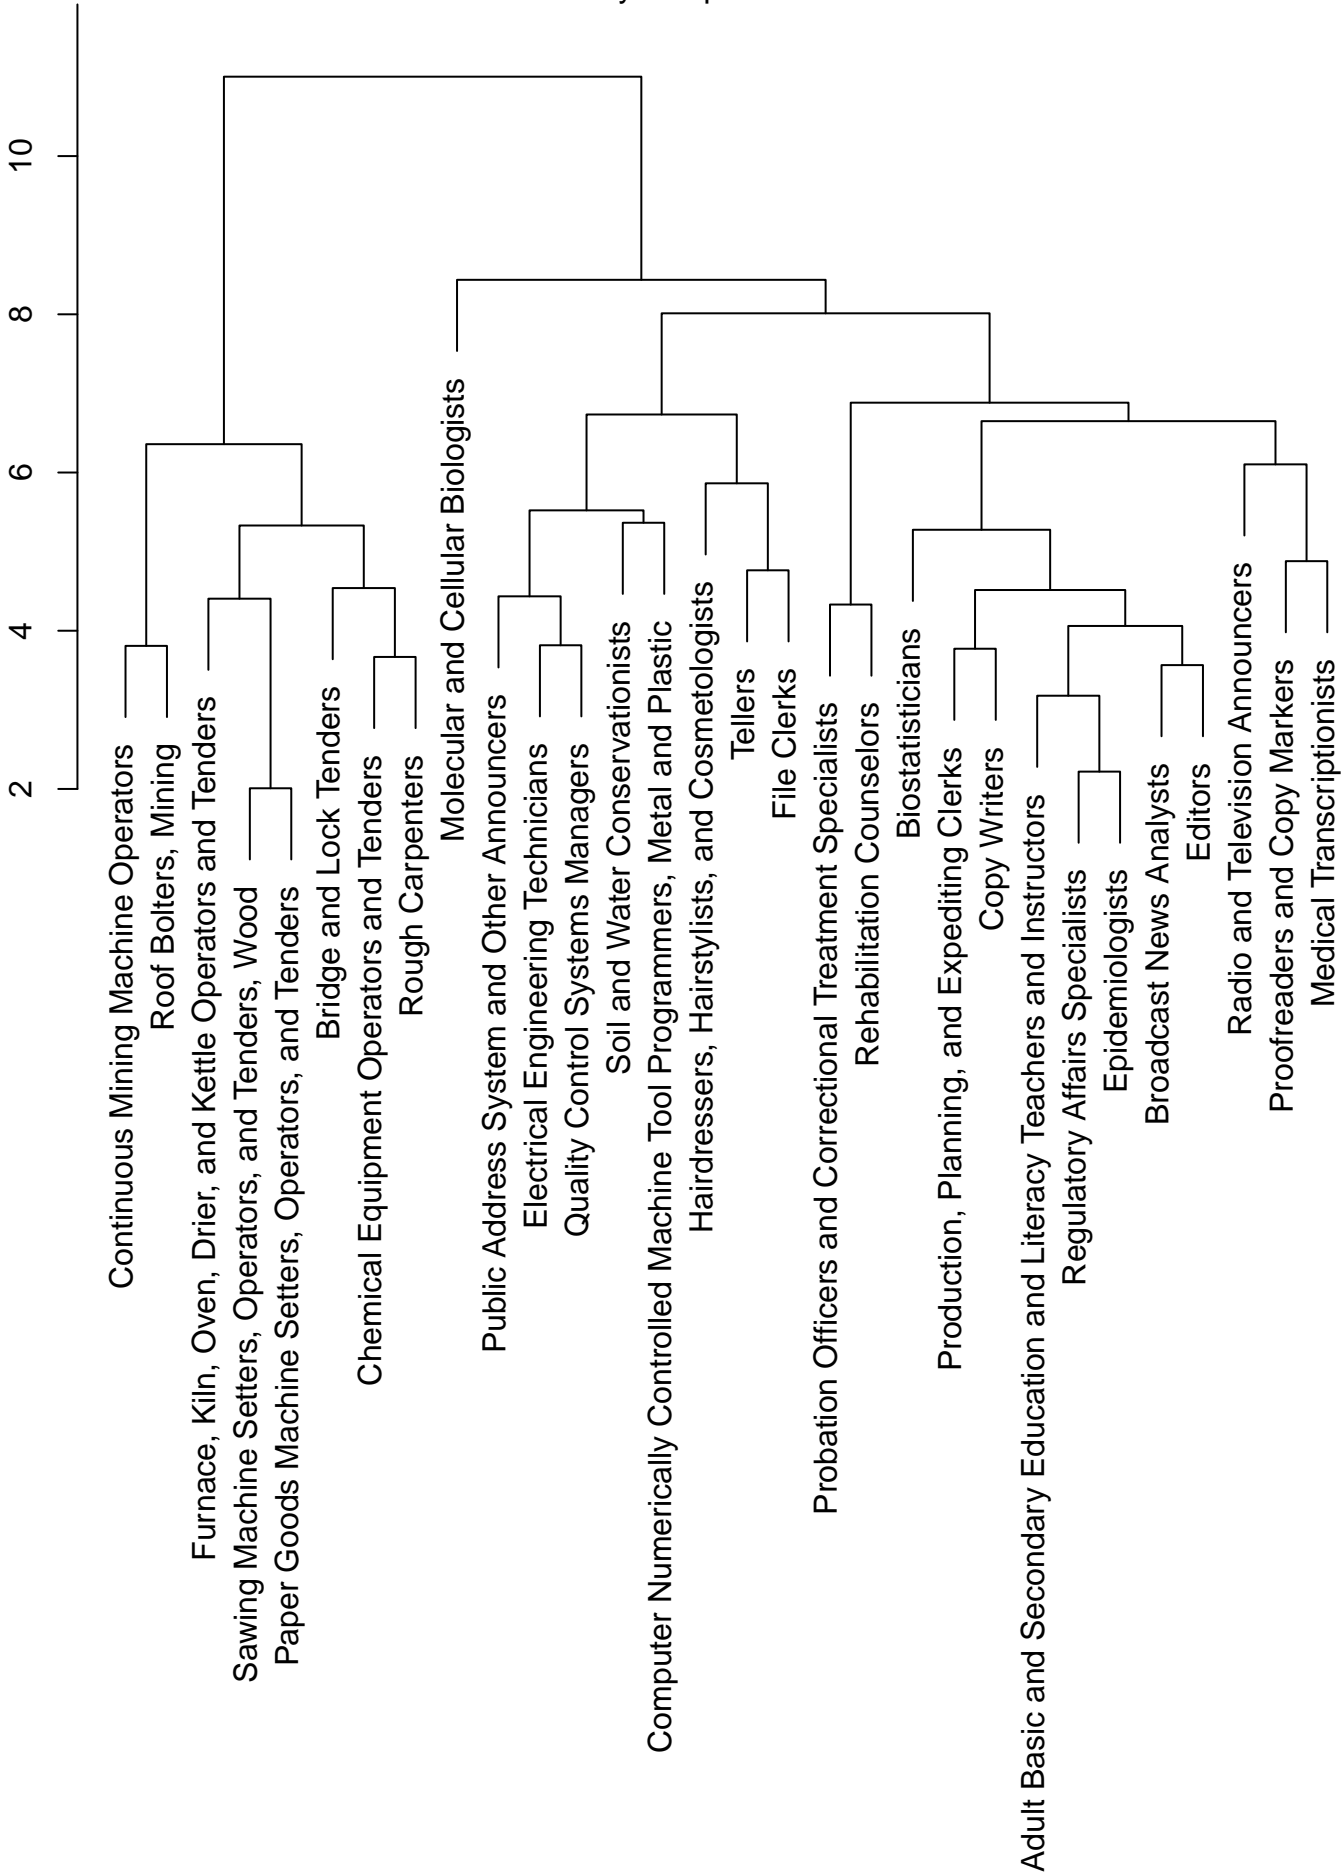 10
8
6
4
2
Continuous Mining Machine Operators
Roof Bolters, Mining
Furnace, Kiln, Oven, Drier, and Kettle Operators and Tenders
Sawing Machine Setters, Operators, and Tenders, Wood
Paper Goods Machine Setters, Operators, and Tenders
Bridge and Lock Tenders
Chemical Equipment Operators and Tenders
Rough Carpenters
Molecular and Cellular Biologists
Public Address System and Other Announcers
Electrical Engineering Technicians
Quality Control Systems Managers
Soil and Water Conservationists
Computer Numerically Controlled Machine Tool Programmers, Metal and Plastic
Hairdressers, Hairstylists, and Cosmetologists
Tellers
File Clerks
Probation Officers and Correctional Treatment Specialists
Rehabilitation Counselors
Biostatisticians
Production, Planning, and Expediting Clerks
Copy Writers
Adult Basic and Secondary Education and Literacy Teachers and Instructors
Regulatory Affairs Specialists
Epidemiologists
Broadcast News Analysts
Editors
Radio and Television Announcers
Proofreaders and Copy Markers
Medical Transcriptionists